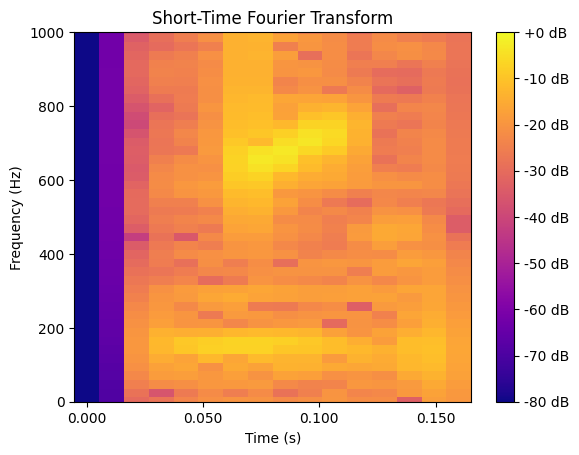 Short-Time Fourier Transform
1000
800
600
400
200
0
Frequency (Hz)
0.000
0.050
0.100
0.150
Time (s)
+0 dB
-10 dB
-20 dB
-30 dB
-40 dB
-50 dB
-60 dB
-70 dB
-80 dB